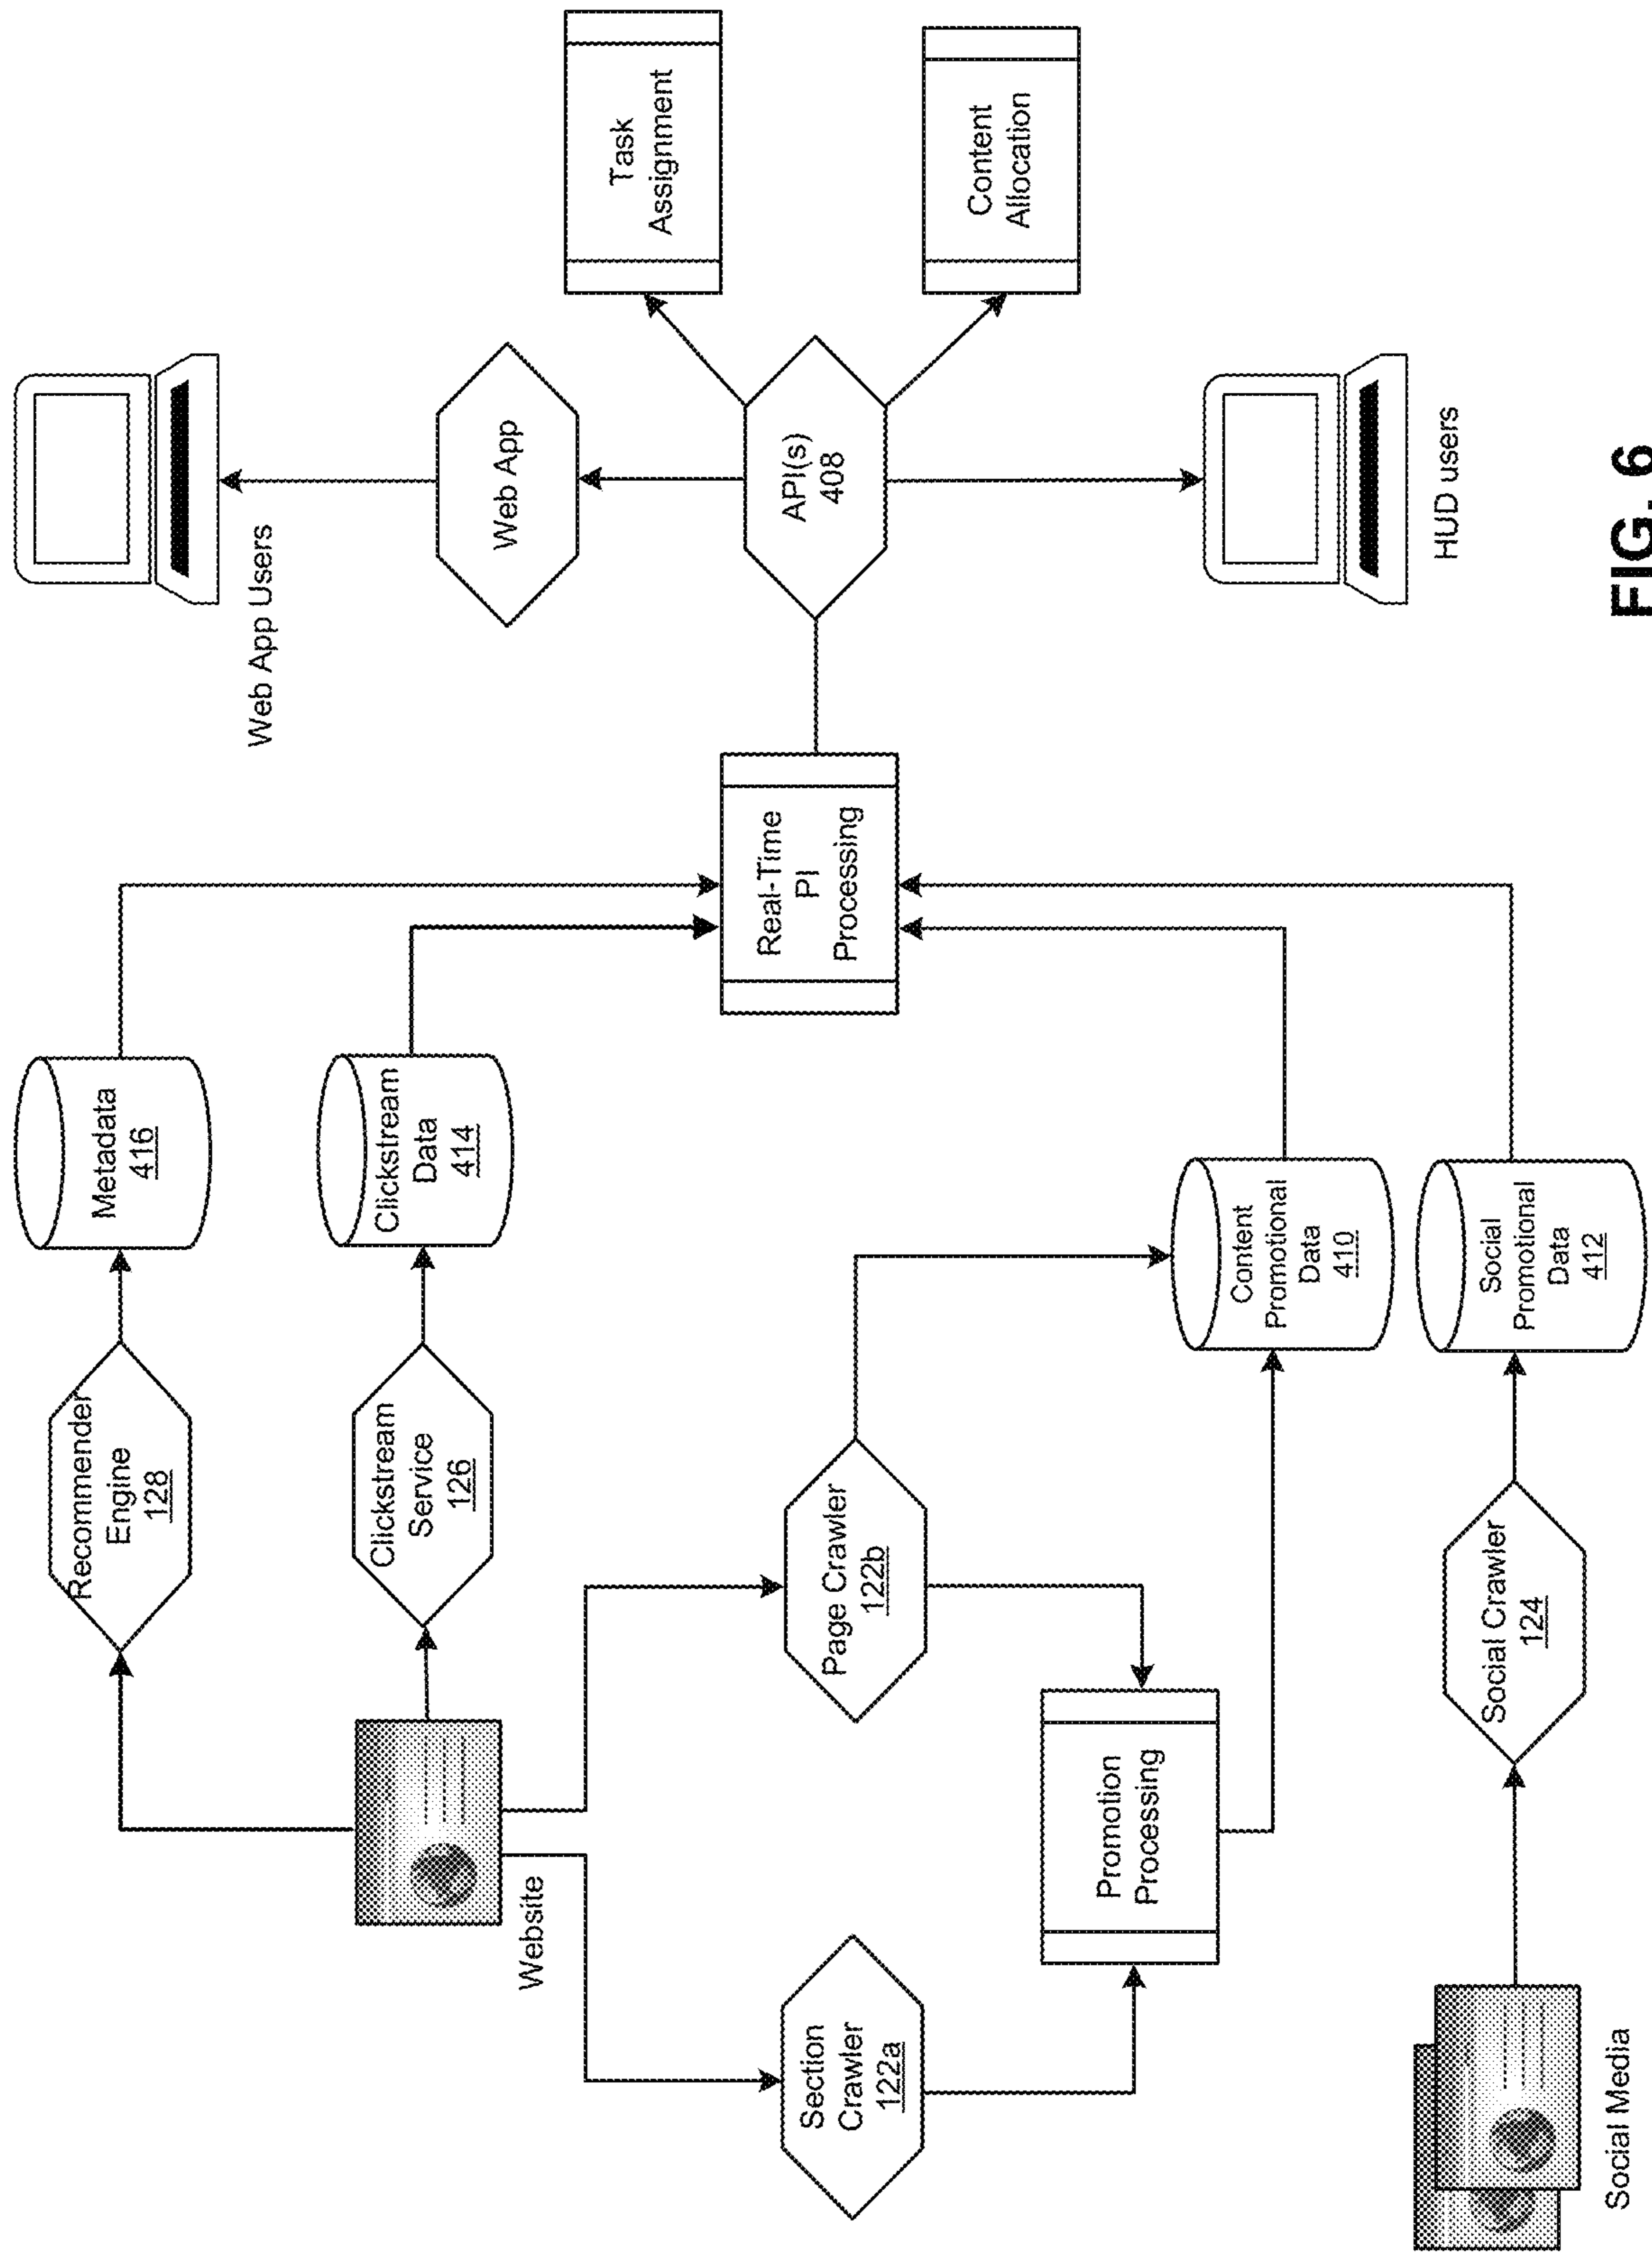 Recommender
Engine
128
Metadata
416
Web App Users
Clickstream
Service
126
Clickstream
Data
414
Website
Web App
Task
Assignment
Section
Crawler
122a
Page Crawler
122b
Real-Time
PI
Processing
API(s)
408
Content
Allocation
Promotion
Processing
Content
Promotional
Data
410
Social Media
Social Crawler
124
Social
Promotional
Data
412
HUD users
FIG. 6